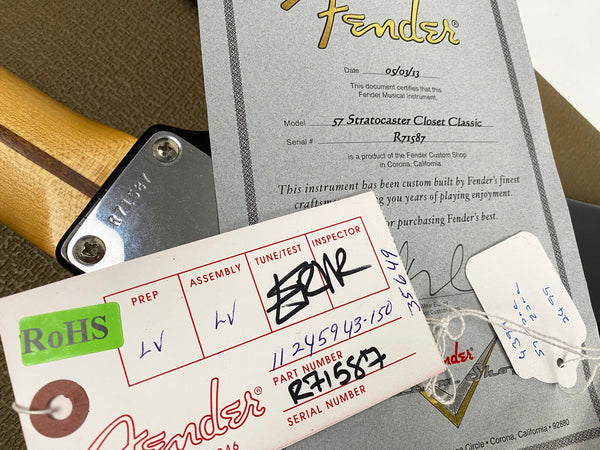 Fender
Date 05/03/13
This document certifies that this
Fender Musical Instrument.
Model 57 Stratocaster Closet Classic
Serial # R71587
is a product of the Fender Custom Shop
in Corona, California.
This instrument has been custom built by Fender's finest
you years of playing enjoyment.
for purchasing Fender's best.
R71587
PREP
ASSEMBLY
TUNE/TEST
INSPECTOR
LV
LV
RoHS
11245943-150
35649
PART NUMBER
R71587
SERIAL NUMBER
Fender
Fender
Circle • Corona, California • 92880